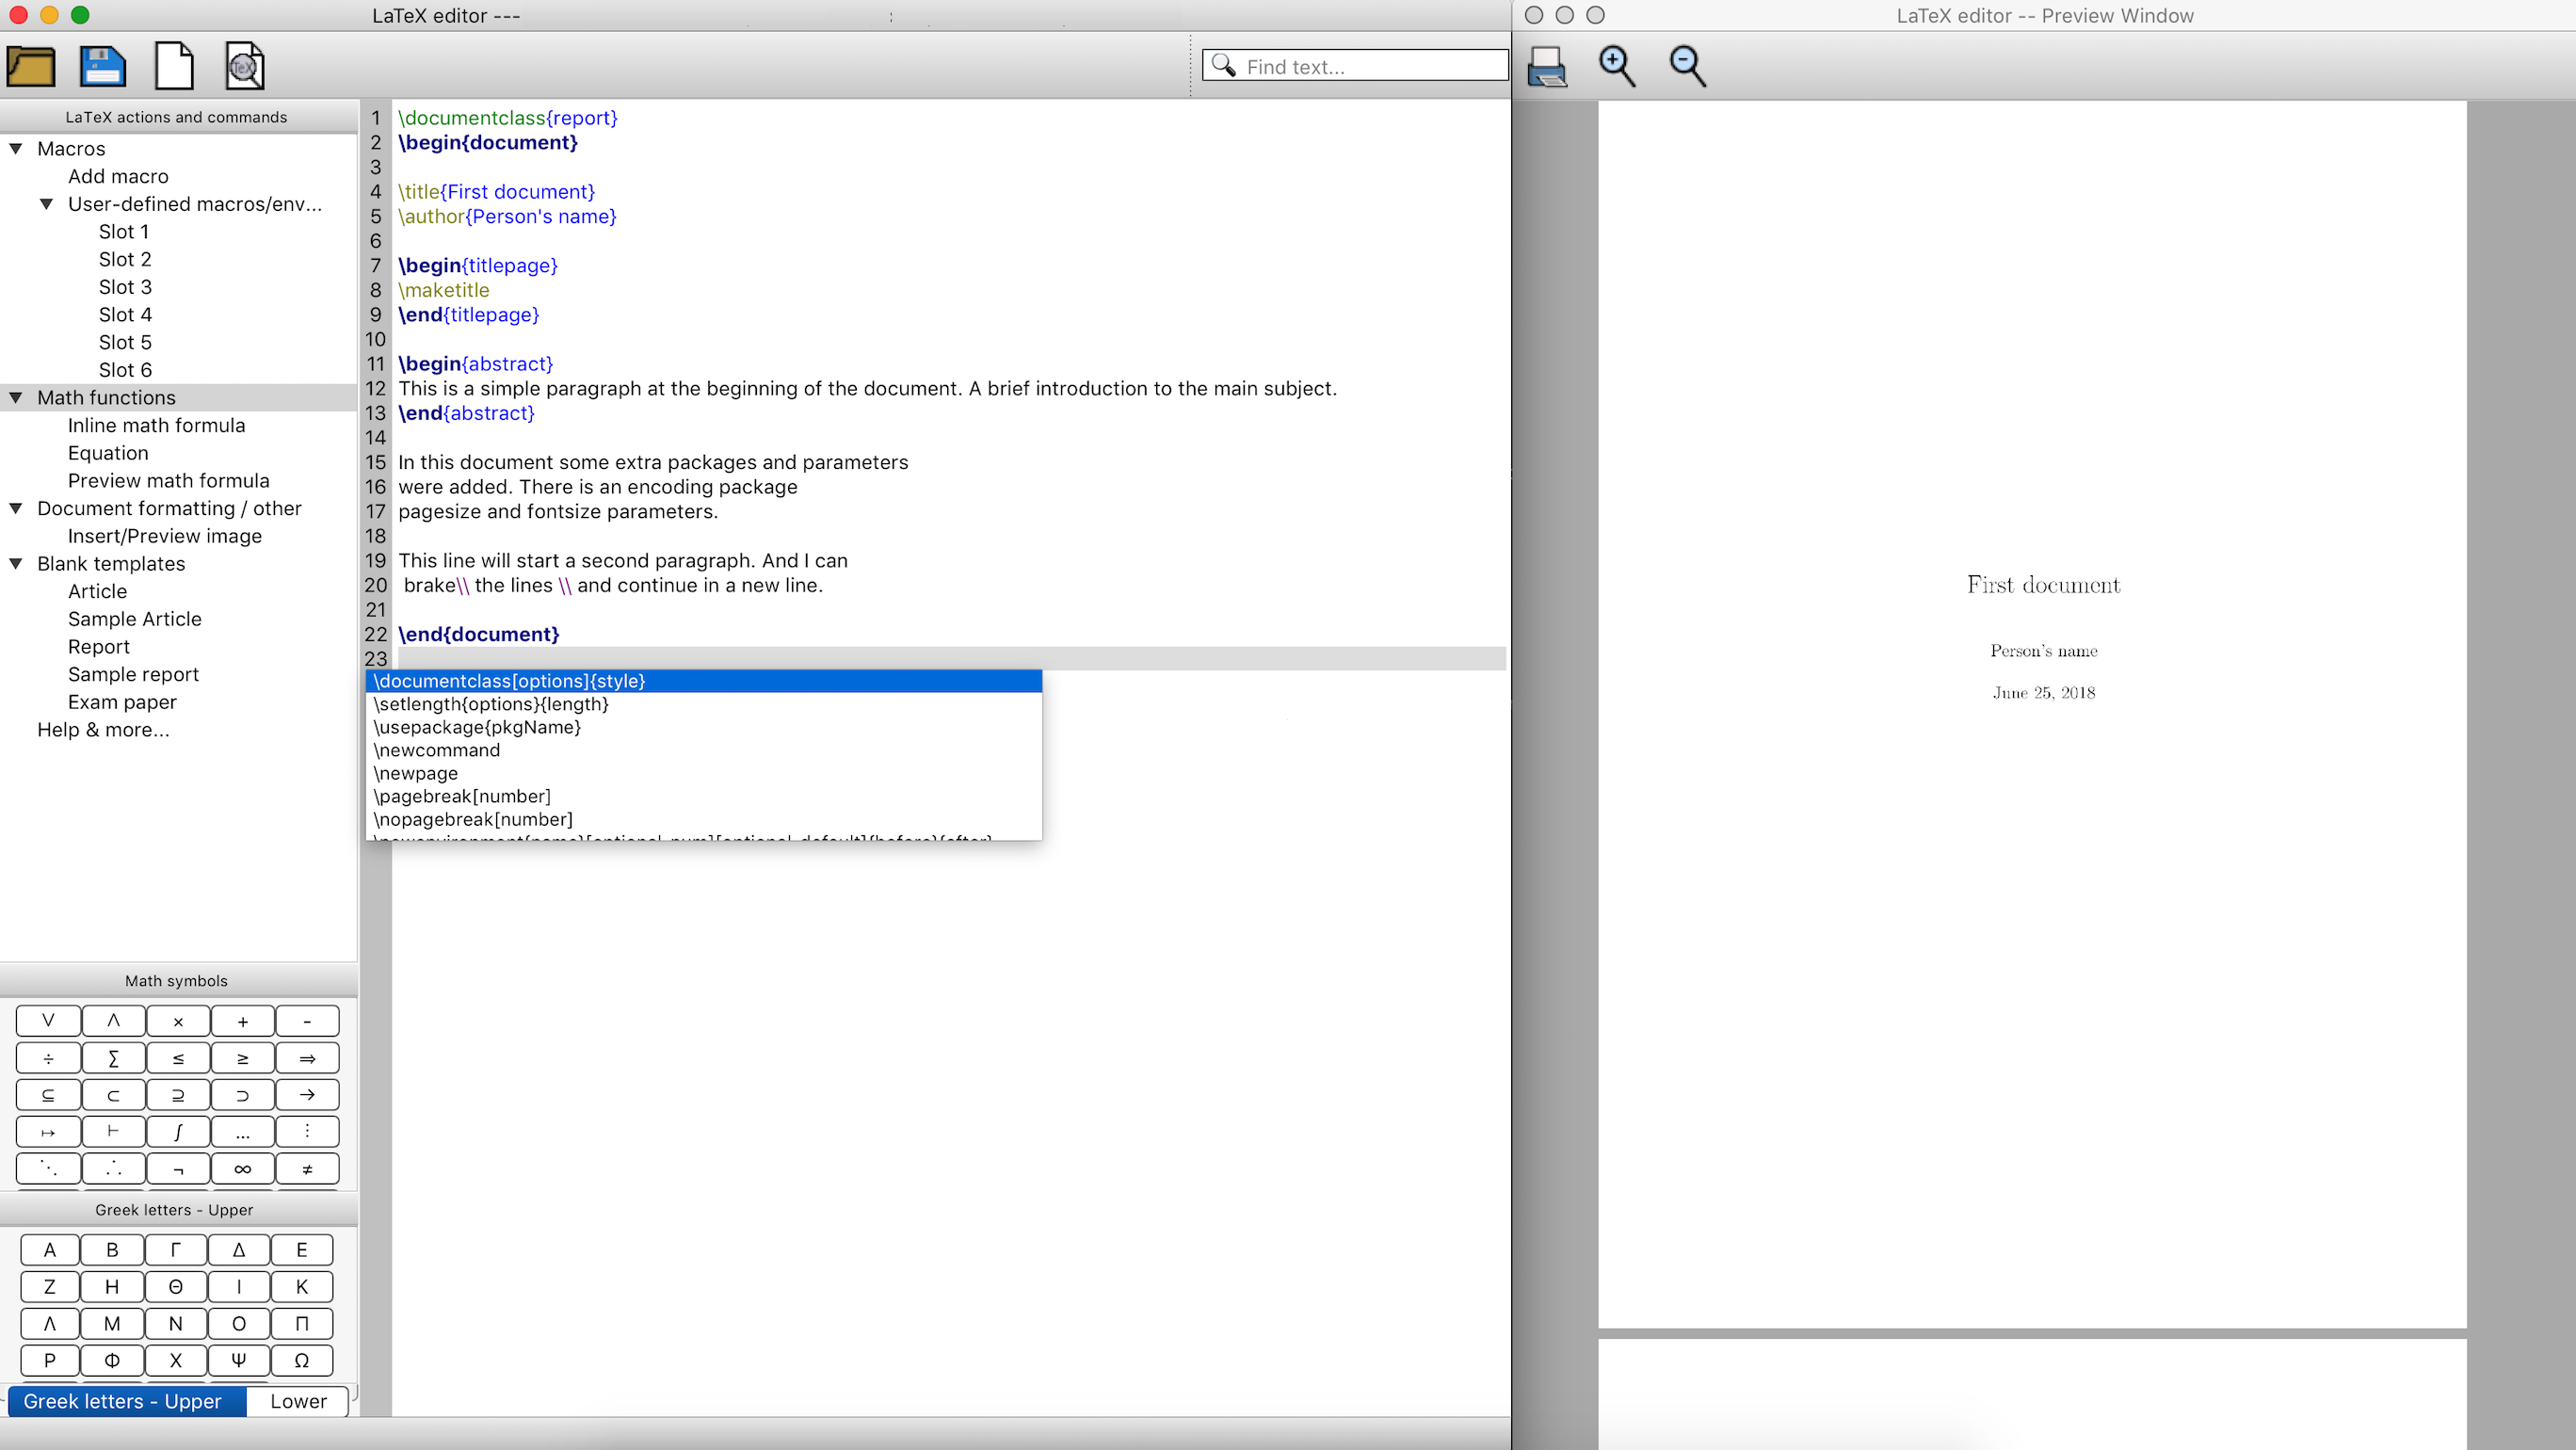 LaTeX editor ---
Find text...
LaTeX actions and commands
Macros
Add macro
User-defined macros/env...
Slot 1
Slot 2
Slot 3
Slot 4
Slot 5
Slot 6
Math functions
Inline math formula
Equation
Preview math formula
Document formatting / other
Insert/Preview image
Blank templates
Article
Sample Article
Report
Sample report
Exam paper
Help & more...
Math symbols
∨ ∧ × + -
÷ ∑ ≤ ≥ ⇒
⊆ ⊂ ⊇ ⊃ →
↦ ⊢ ∫ ... ⋮
⋱ ∴ ¬ ∞ ≠
Greek letters - Upper
Α Β Γ Δ Ε
Ζ Η Θ Ι Κ
Λ Μ Ν Ο Π
Ρ Φ Χ Ψ Ω
Greek letters - Upper Lower
1 \documentclass{report}
2 \begin{document}
3
4 \title{First document}
5 \author{Person's name}
6
7 \begin{titlepage}
8 \maketitle
9 \end{titlepage}
10
11 \begin{abstract}
12 This is a simple paragraph at the beginning of the document. A brief introduction to the main subject.
13 \end{abstract}
14
15 In this document some extra packages and parameters
16 were added. There is an encoding package
17 pagesize and fontsize parameters.
18
19 This line will start a second paragraph. And I can
20 brake\\ the lines \\ and continue in a new line.
21
22 \end{document}
23
\documentclass[options]{style}
\setlength{options}{length}
\usepackage{pkgName}
\newcommand
\newpage
\pagebreak[number]
\nopagebreak[number]
LaTeX editor -- Preview Window
First document
Person's name
June 25, 2018